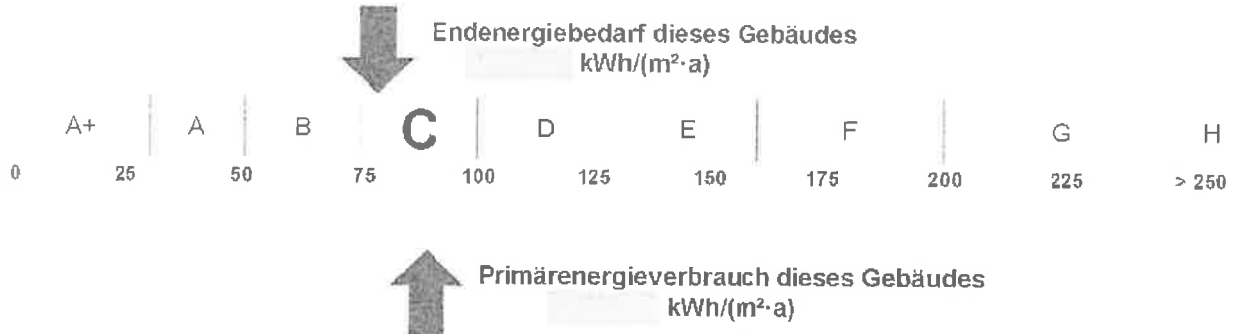 Endenergiebedarf dieses Gebäudes
kWh/(m²·a)
A+ A B C D E F G H
0 25 50 75 100 125 150 175 200 225 > 250
Primärenergieverbrauch dieses Gebäudes
kWh/(m²·a)